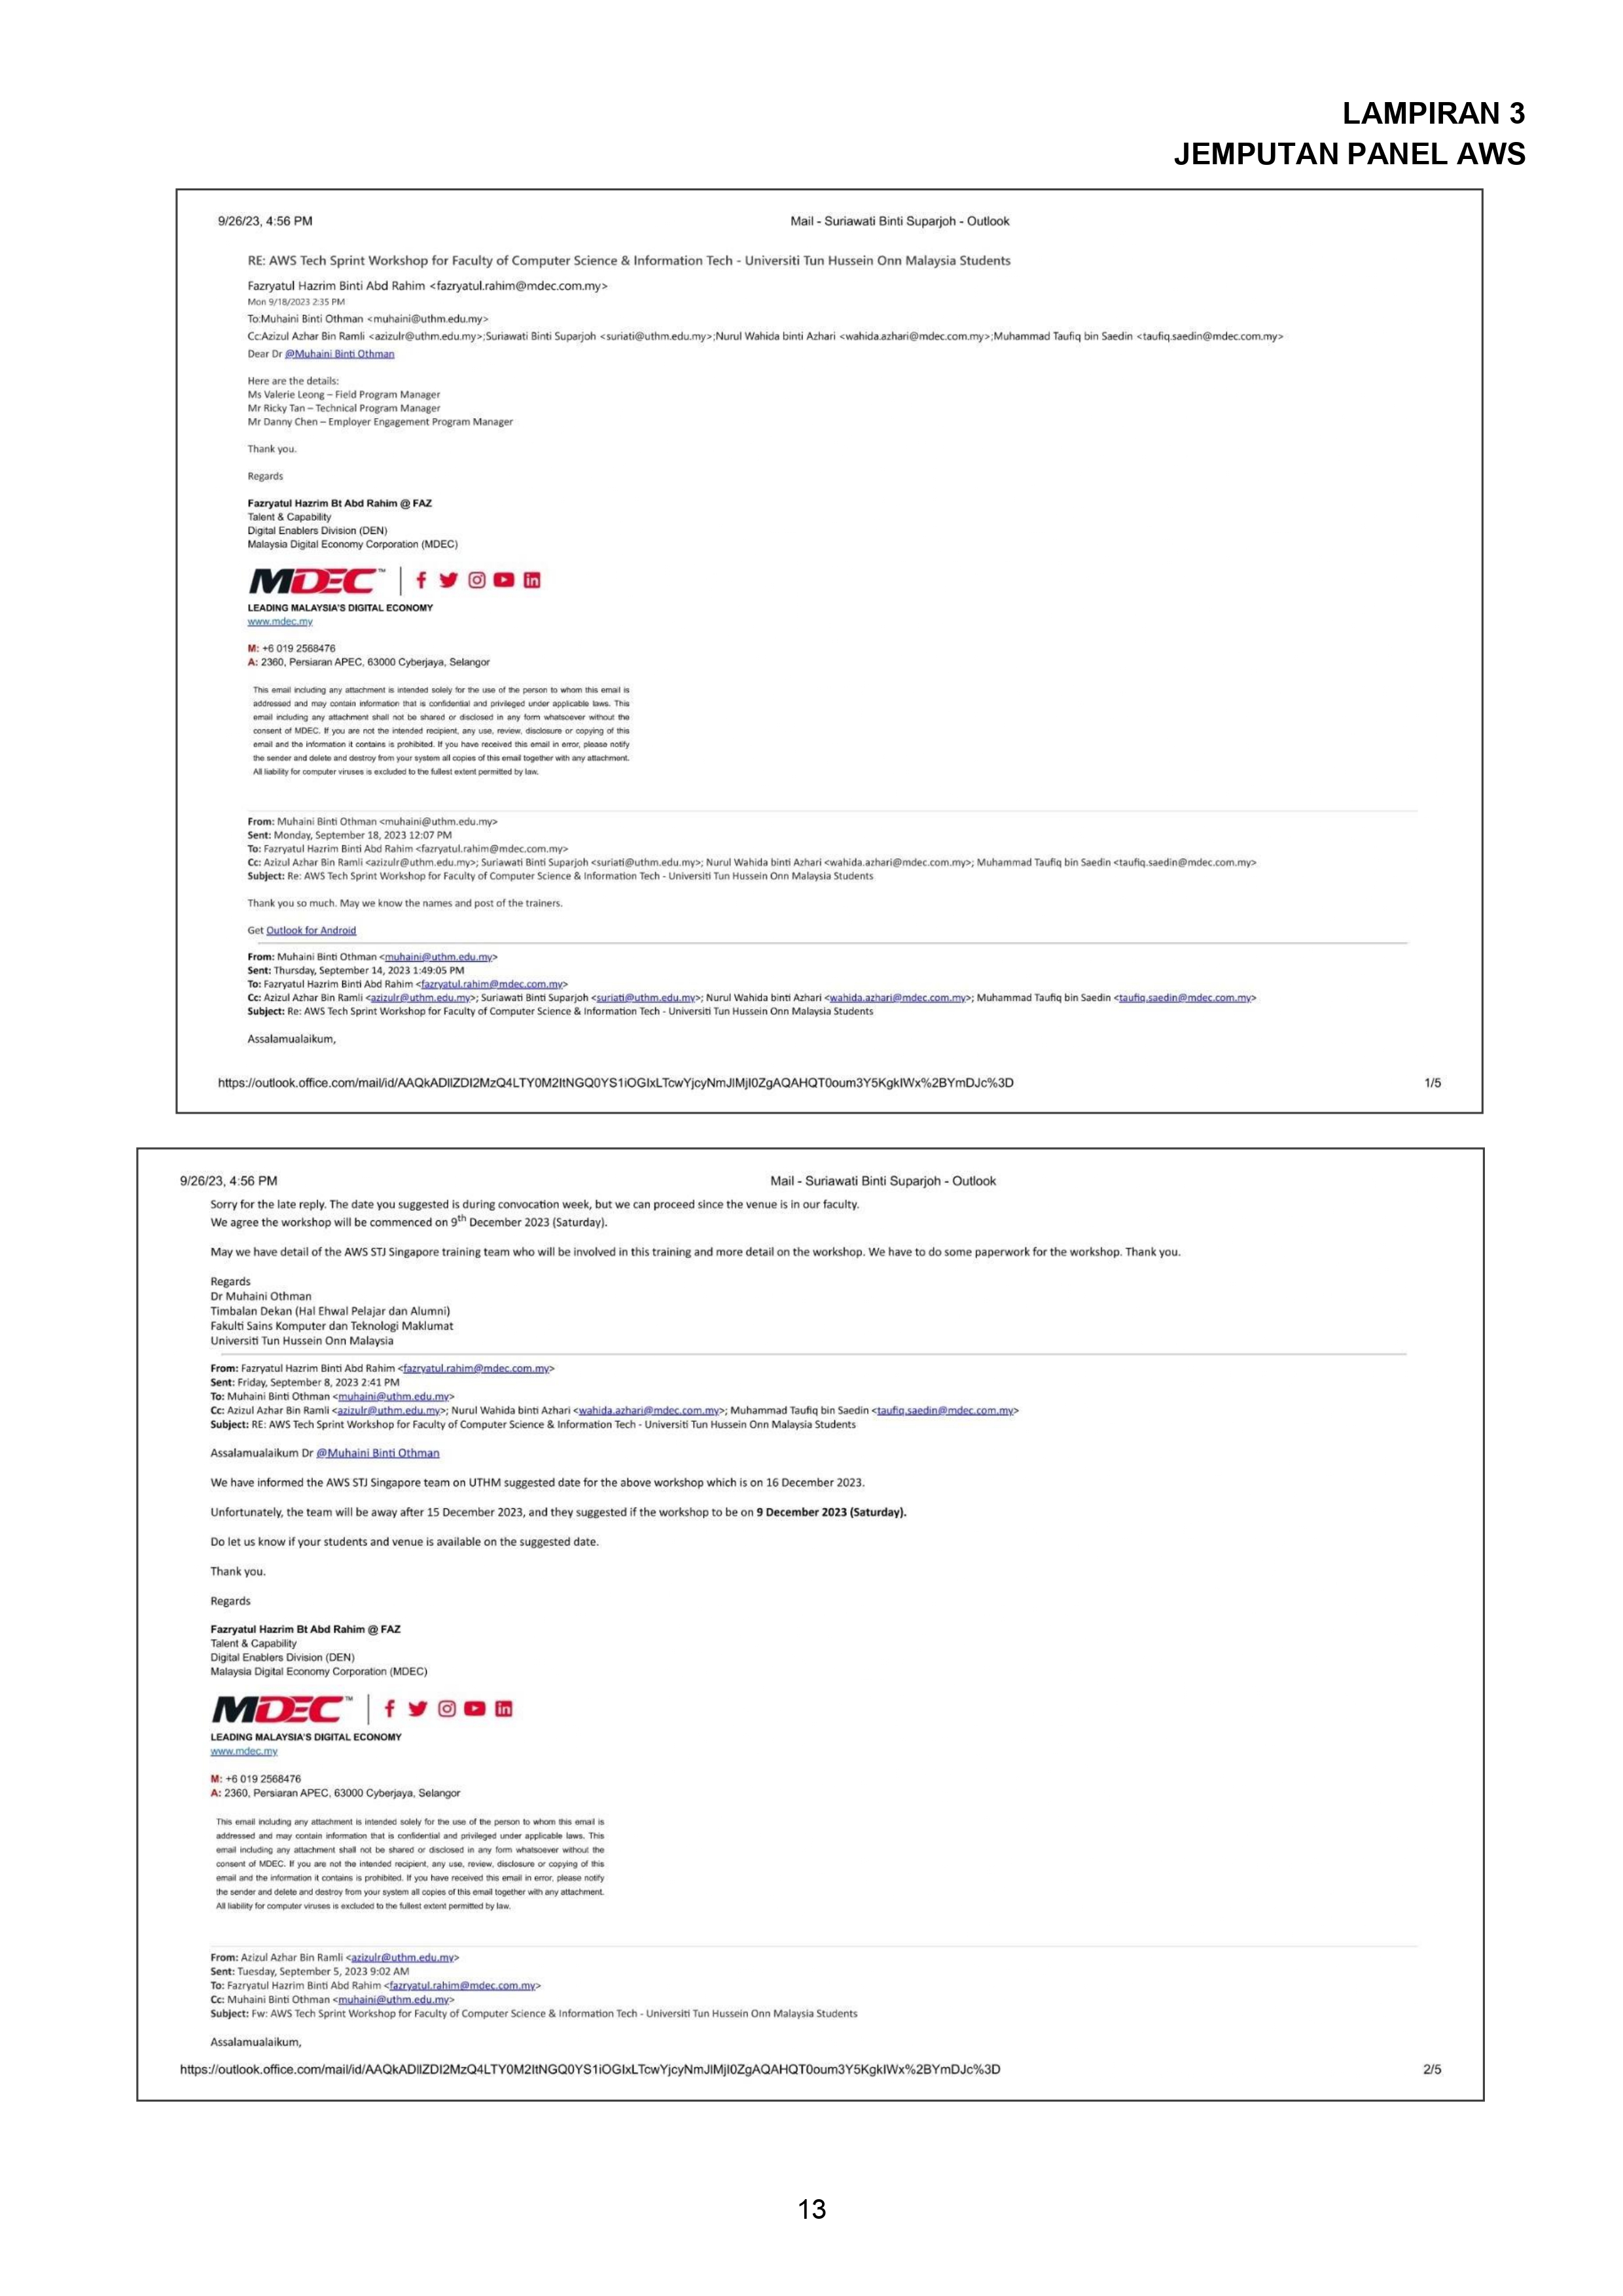 LAMPIRAN 3
JEMPUTAN PANEL AWS
9/26/23, 4:56 PM
Mail - Suriawati Binti Suparjoh - Outlook
RE: AWS Tech Sprint Workshop for Faculty of Computer Science & Information Tech - Universiti Tun Hussein Onn Malaysia Students
Fazryatul Hazrim Binti Abd Rahim <fazryatul.rahim@mdec.com.my>
Mon 9/18/2023 2:35 PM
To:Muhaini Binti Othman <muhaini@uthm.edu.my>
Cc:Azizul Azhar Bin Ramli <azizulr@uthm.edu.my>;Suriawati Binti Suparjoh <suriati@uthm.edu.my>;Nurul Wahida binti Azhari <wahida.azhari@mdec.com.my>;Muhammad Taufiq bin Saedin <taufiq.saedin@mdec.com.my>
Dear Dr @Muhaini Binti Othman
Here are the details:
Ms Valerie Leong – Field Program Manager
Mr Ricky Tan – Technical Program Manager
Mr Danny Chen – Employer Engagement Program Manager
Thank you.
Regards
Fazryatul Hazrim Bt Abd Rahim @ FAZ
Talent & Capability
Digital Enablers Division (DEN)
Malaysia Digital Economy Corporation (MDEC)
MDEC™
LEADING MALAYSIA'S DIGITAL ECONOMY
www.mdec.my
M: +6 019 2568476
A: 2360, Persiaran APEC, 63000 Cyberjaya, Selangor
This email including any attachment is intended solely for the use of the person to whom this email is
addressed and may contain information that is confidential and privileged under applicable laws. This
email including any attachment shall not be shared or disclosed in any form whatsoever without the
consent of MDEC. If you are not the intended recipient, any use, review, disclosure or copying of this
email and the information it contains is prohibited. If you have received this email in error, please notify
the sender and delete and destroy from your system all copies of this email together with any attachment.
All liability for computer viruses is excluded to the fullest extent permitted by law.
From: Muhaini Binti Othman <muhaini@uthm.edu.my>
Sent: Monday, September 18, 2023 12:07 PM
To: Fazryatul Hazrim Binti Abd Rahim <fazryatul.rahim@mdec.com.my>
Cc: Azizul Azhar Bin Ramli <azizulr@uthm.edu.my>; Suriawati Binti Suparjoh <suriati@uthm.edu.my>; Nurul Wahida binti Azhari <wahida.azhari@mdec.com.my>; Muhammad Taufiq bin Saedin <taufiq.saedin@mdec.com.my>
Subject: Re: AWS Tech Sprint Workshop for Faculty of Computer Science & Information Tech - Universiti Tun Hussein Onn Malaysia Students
Thank you so much. May we know the names and post of the trainers.
Get Outlook for Android
From: Muhaini Binti Othman <muhaini@uthm.edu.my>
Sent: Thursday, September 14, 2023 1:49:05 PM
To: Fazryatul Hazrim Binti Abd Rahim <fazryatul.rahim@mdec.com.my>
Cc: Azizul Azhar Bin Ramli <azizulr@uthm.edu.my>; Suriawati Binti Suparjoh <suriati@uthm.edu.my>; Nurul Wahida binti Azhari <wahida.azhari@mdec.com.my>; Muhammad Taufiq bin Saedin <taufiq.saedin@mdec.com.my>
Subject: Re: AWS Tech Sprint Workshop for Faculty of Computer Science & Information Tech - Universiti Tun Hussein Onn Malaysia Students
Assalamualaikum,
1/5
9/26/23, 4:56 PM
Mail - Suriawati Binti Suparjoh - Outlook
Sorry for the late reply. The date you suggested is during convocation week, but we can proceed since the venue is in our faculty.
We agree the workshop will be commenced on 9th December 2023 (Saturday).
May we have detail of the AWS STJ Singapore training team who will be involved in this training and more detail on the workshop. We have to do some paperwork for the workshop. Thank you.
Regards
Dr Muhaini Othman
Timbalan Dekan (Hal Ehwal Pelajar dan Alumni)
Fakulti Sains Komputer dan Teknologi Maklumat
Universiti Tun Hussein Onn Malaysia
From: Fazryatul Hazrim Binti Abd Rahim <fazryatul.rahim@mdec.com.my>
Sent: Friday, September 8, 2023 2:41 PM
To: Muhaini Binti Othman <muhaini@uthm.edu.my>
Cc: Azizul Azhar Bin Ramli <azizulr@uthm.edu.my>; Nurul Wahida binti Azhari <wahida.azhari@mdec.com.my>; Muhammad Taufiq bin Saedin <taufiq.saedin@mdec.com.my>
Subject: RE: AWS Tech Sprint Workshop for Faculty of Computer Science & Information Tech - Universiti Tun Hussein Onn Malaysia Students
Assalamualaikum Dr @Muhaini Binti Othman
We have informed the AWS STJ Singapore team on UTHM suggested date for the above workshop which is on 16 December 2023.
Unfortunately, the team will be away after 15 December 2023, and they suggested if the workshop to be on 9 December 2023 (Saturday).
Do let us know if your students and venue is available on the suggested date.
Thank you.
Regards
Fazryatul Hazrim Bt Abd Rahim @ FAZ
Talent & Capability
Digital Enablers Division (DEN)
Malaysia Digital Economy Corporation (MDEC)
MDEC™
LEADING MALAYSIA'S DIGITAL ECONOMY
www.mdec.my
M: +6 019 2568476
A: 2360, Persiaran APEC, 63000 Cyberjaya, Selangor
This email including any attachment is intended solely for the use of the person to whom this email is
addressed and may contain information that is confidential and privileged under applicable laws. This
email including any attachment shall not be shared or disclosed in any form whatsoever without the
consent of MDEC. If you are not the intended recipient, any use, review, disclosure or copying of this
email and the information it contains is prohibited. If you have received this email in error, please notify
the sender and delete and destroy from your system all copies of this email together with any attachment.
All liability for computer viruses is excluded to the fullest extent permitted by law.
From: Azizul Azhar Bin Ramli <azizulr@uthm.edu.my>
Sent: Tuesday, September 5, 2023 9:02 AM
To: Fazryatul Hazrim Binti Abd Rahim <fazryatul.rahim@mdec.com.my>
Cc: Muhaini Binti Othman <muhaini@uthm.edu.my>
Subject: Fw: AWS Tech Sprint Workshop for Faculty of Computer Science & Information Tech - Universiti Tun Hussein Onn Malaysia Students
Assalamualaikum,
2/5
13